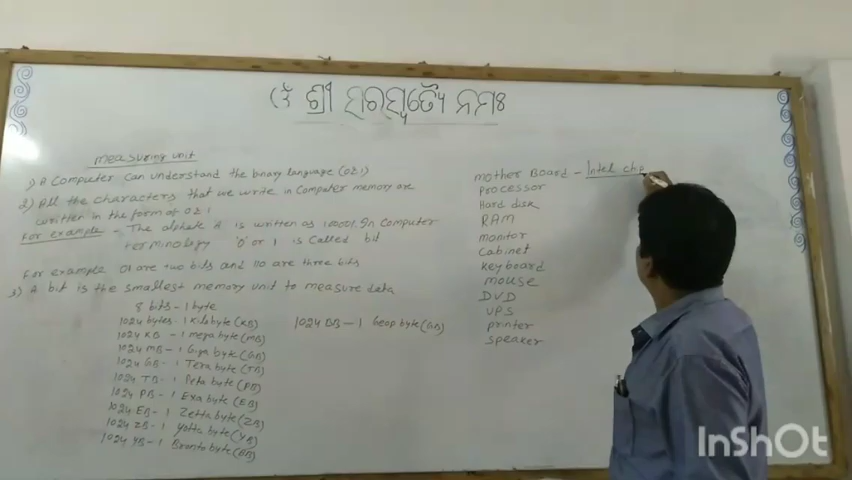 ଓଁ ଶ୍ରୀ ସରସ୍ୱତ୍ୟୈ ନମଃ
Measuring unit
1) A Computer can understand the binary language (0 & 1)
2) All the characters that we write in Computer memory are
written in the form of 0 & 1
For example - The alphate A is written as 100001. In Computer
terminology '0' or 1 is called bit
For example 01 are two bits and 110 are three bits
3) A bit is the smallest memory unit to measure data
8 bits - 1 byte
1024 bytes - 1 Kilobyte (KB)
1024 KB - 1 mega byte (MB)
1024 MB - 1 Giga byte (GB)
1024 GB - 1 Tera byte (TB)
1024 TB - 1 Peta byte (PB)
1024 PB - 1 Exa byte (EB)
1024 EB - 1 Zetta byte (ZB)
1024 ZB - 1 Yotta byte (YB)
1024 YB - 1 Bronto byte (BB)
1024 BB - 1 Geop byte (GB)
mother Board - Intel chip
processor
Hard disk
RAM
monitor
Cabinet
Keyboard
mouse
DVD
UPS
printer
speaker
InShot